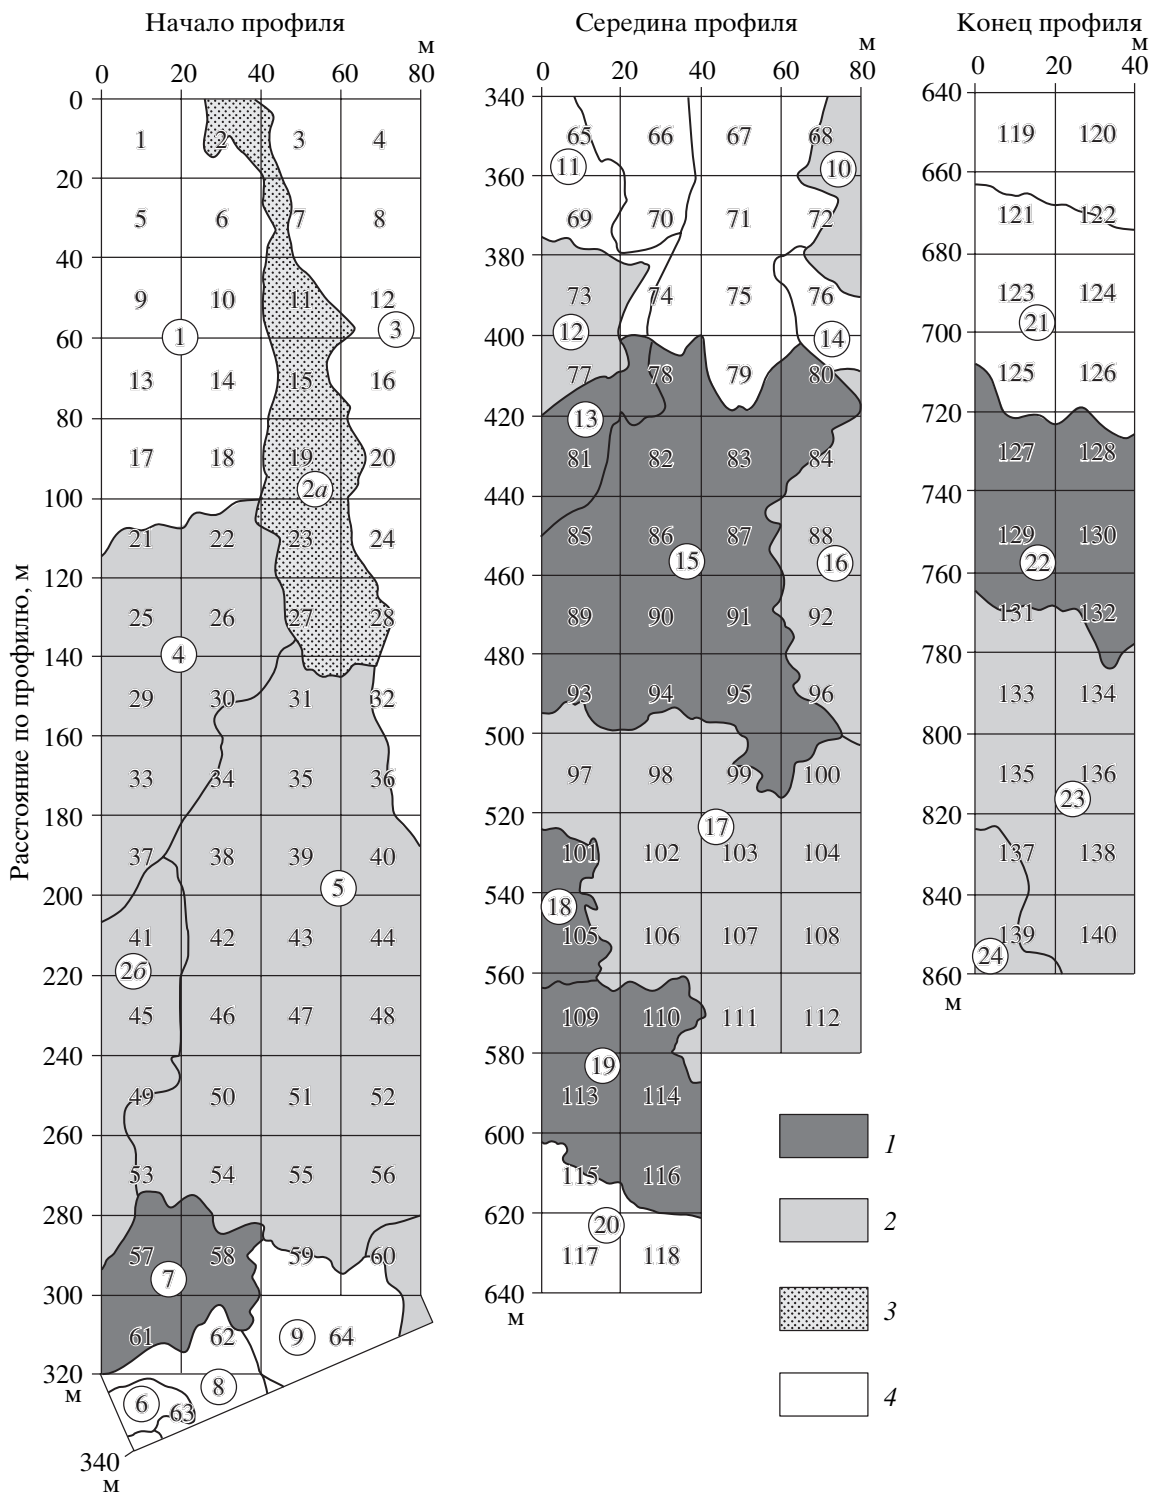 Начало профиля
м
0 20 40 60 80
0
1 2 3 4
20
5 6 7 8
40
9 10 11 12
1 3
60
13 14 15 16
80
17 18 19 20
2а
100
21 22 23 24
120
25 26 27 28
4
140
29 30 31 32
160
33 34 35 36
180
37 38 39 40
5
200
41 42 43 44
2б
220
45 46 47 48
240
49 50 51 52
260
53 54 55 56
280
57 58 59 60
7
300
61 62 9 64
320
м
6 63 8
340
м
Расстояние по профилю, м
Середина профиля
м
0 20 40 60 80
340
65 66 67 68
11 10
360
69 70 71 72
380
73 74 75 76
12 14
400
77 78 79 80
13
420
81 82 83 84
440
85 86 87 88
15 16
460
89 90 91 92
480
93 94 95 96
500
97 98 99 100
520
17
101 102 103 104
540
18
105 106 107 108
560
109 110 111 112
580
19
113 114
600
115 116
620
20
117 118
640
м
Конец профиля
м
0 20 40
640
119 120
660
121 122
680
123 124
21
700
125 126
720
127 128
740
129 130
22
760
131 132
780
133 134
800
135 136
23
820
137 138
840
139 140
24
860
м
1
2
3
4